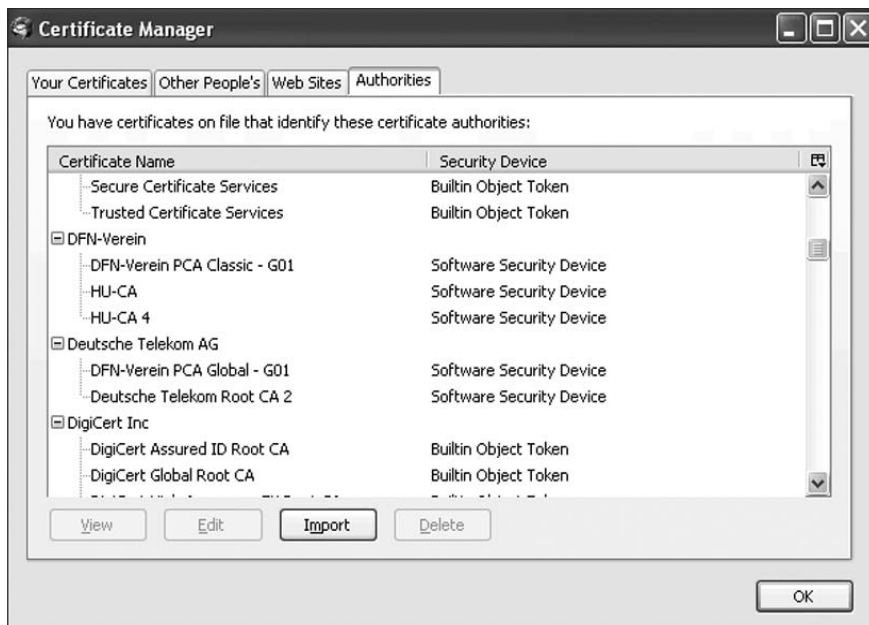 Certificate Manager
Your Certificates Other People's Web Sites Authorities
You have certificates on file that identify these certificate authorities:
Certificate Name Security Device
Secure Certificate Services Builtin Object Token
Trusted Certificate Services Builtin Object Token
DFN-Verein
DFN-Verein PCA Classic - G01 Software Security Device
HU-CA Software Security Device
HU-CA 4 Software Security Device
Deutsche Telekom AG
DFN-Verein PCA Global - G01 Software Security Device
Deutsche Telekom Root CA 2 Software Security Device
DigiCert Inc
DigiCert Assured ID Root CA Builtin Object Token
DigiCert Global Root CA Builtin Object Token
View Edit Import Delete
OK